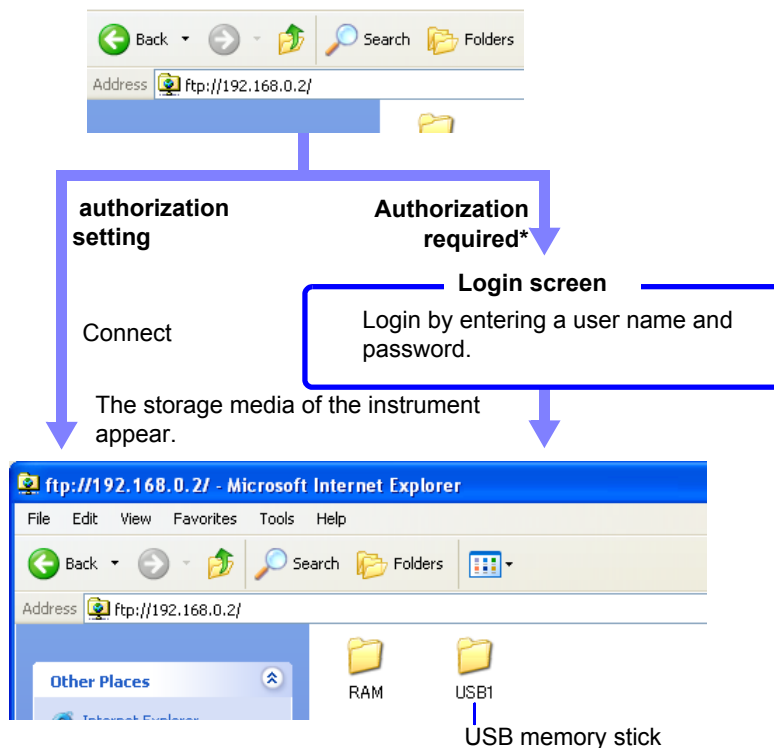 Back Search Folders
Address ftp://192.168.0.2/
authorization
setting
Authorization
required*
Login screen
Login by entering a user name and
password.
Connect
The storage media of the instrument
appear.
ftp://192.168.0.2/ - Microsoft Internet Explorer
File Edit View Favorites Tools Help
Back Search Folders
Address ftp://192.168.0.2/
Other Places
RAM USB1
Internet Explorer
USB memory stick